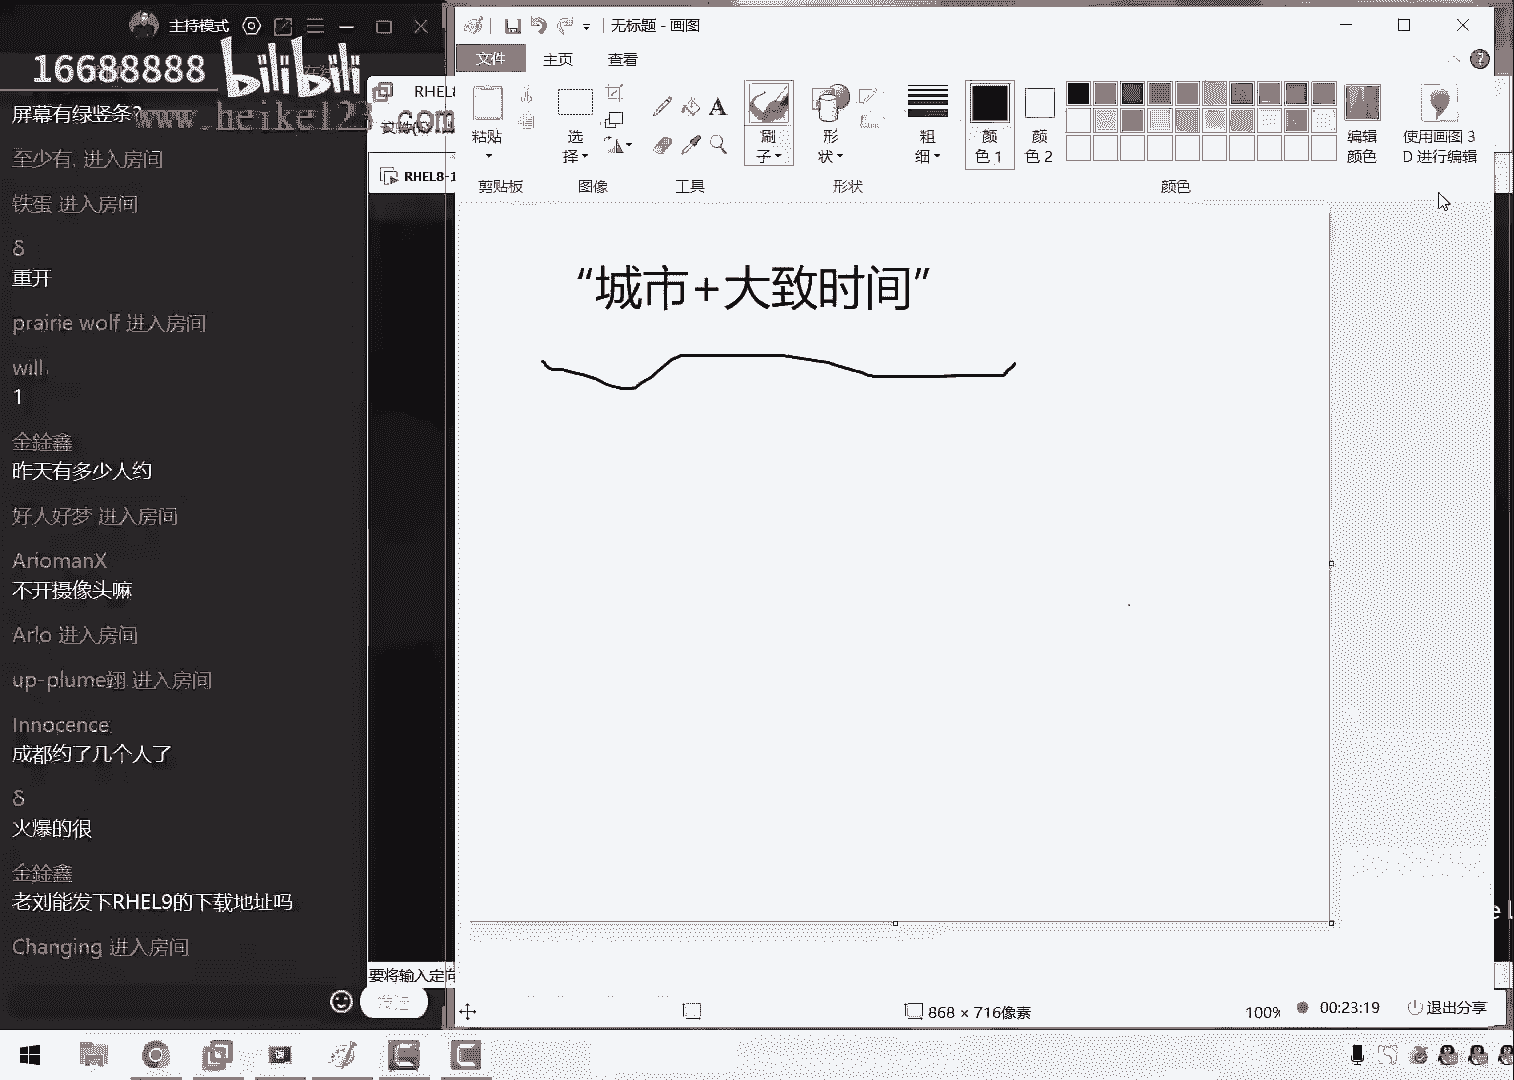 主持模式
16688888
bilibili
www.heike123.com
屏幕有绿竖条?
至少有, 进入房间
铁蛋 进入房间
δ
重开
prairie wolf 进入房间
will.
1
金鍂鑫
昨天有多少人约
好人好梦 进入房间
AriomanX
不开摄像头嘛
Arlo 进入房间
up-plume翊 进入房间
Innocence
成都约了几个人了
δ
火爆的很
金鍂鑫
老刘能发下RHEL9的下载地址吗
Changing 进入房间
发送
RHEL8
RHEL8-1
要将输入定向
无标题 - 画图
文件
主页
查看
粘贴
选择
刷子
形状
粗细
颜色 1
颜色 2
编辑颜色
使用画图 3D 进行编辑
剪贴板
图像
工具
形状
颜色
“城市+大致时间”
868 × 716像素
100%
00:23:19
退出分享